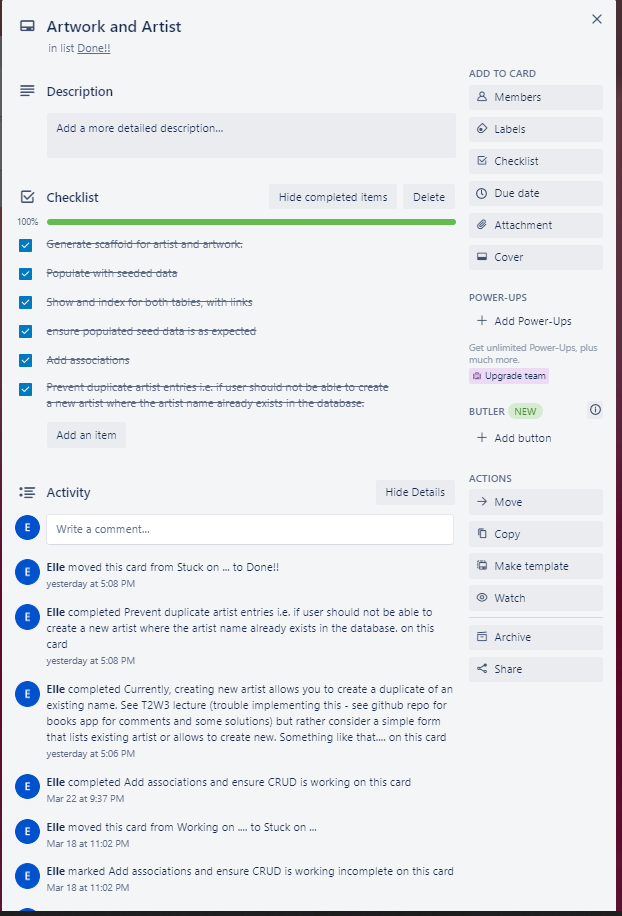 Artwork and Artist
in list Done!!
Description
Add a more detailed description...
Checklist
Hide completed items
Delete
100%
Generate scaffold for artist and artwork.
Populate with seeded data
Show and index for both tables, with links
ensure populated seed data is as expected
Add associations
Prevent duplicate artist entries i.e. if user should not be able to create
a new artist where the artist name already exists in the database.
Add an item
Activity
Hide Details
E
Write a comment...
E
Elle moved this card from Stuck on ... to Done!!
yesterday at 5:08 PM
E
Elle completed Prevent duplicate artist entries i.e. if user should not be able to
create a new artist where the artist name already exists in the database. on this
card
yesterday at 5:08 PM
E
Elle completed Currently, creating new artist allows you to create a duplicate of an
existing name. See T2W3 lecture (trouble implementing this - see github repo for
books app for comments and some solutions) but rather consider a simple form
that lists existing artist or allows to create new. Something like that.... on this card
yesterday at 5:06 PM
E
Elle completed Add associations and ensure CRUD is working on this card
Mar 22 at 9:37 PM
E
Elle moved this card from Working on .... to Stuck on ...
Mar 18 at 11:02 PM
E
Elle marked Add associations and ensure CRUD is working incomplete on this card
Mar 18 at 11:02 PM
ADD TO CARD
Members
Labels
Checklist
Due date
Attachment
Cover
POWER-UPS
Add Power-Ups
Get unlimited Power-Ups, plus
much more.
Upgrade team
BUTLER NEW
Add button
ACTIONS
Move
Copy
Make template
Watch
Archive
Share